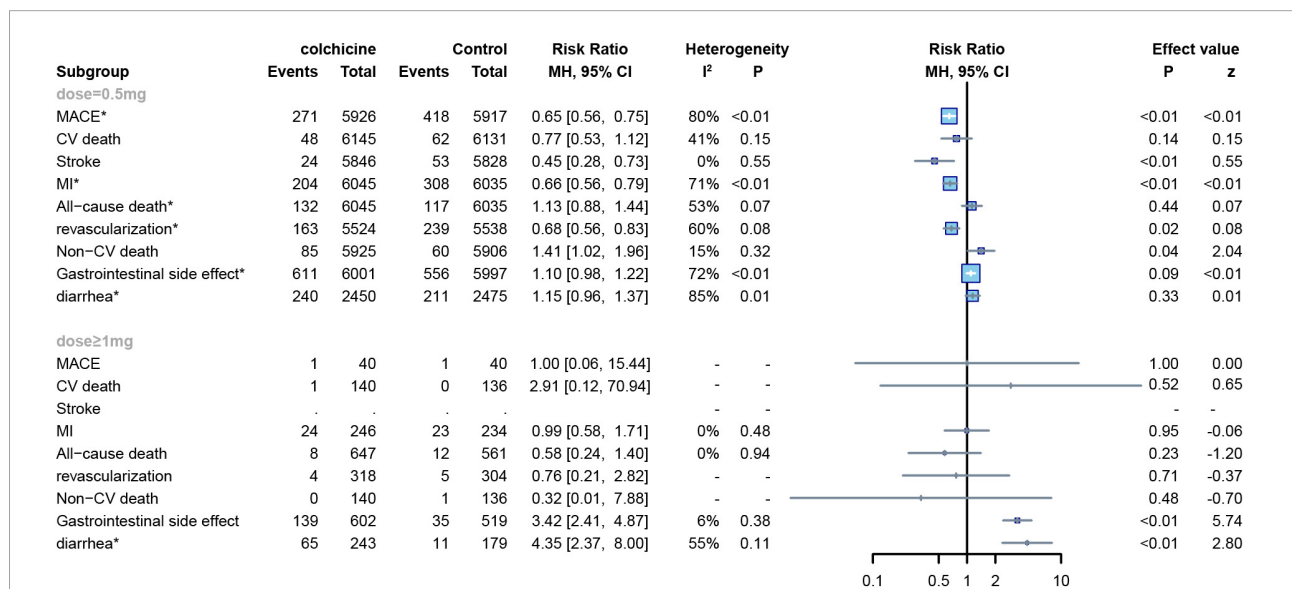 colchicine Control Risk Ratio Heterogeneity Risk Ratio Effect value
Subgroup Events Total Events Total MH, 95% CI I² P MH, 95% CI P z
dose=0.5mg
MACE* 271 5926 418 5917 0.65 [0.56, 0.75] 80% <0.01 <0.01 <0.01
CV death 48 6145 62 6131 0.77 [0.53, 1.12] 41% 0.15 0.14 0.15
Stroke 24 5846 53 5828 0.45 [0.28, 0.73] 0% 0.55 <0.01 0.55
MI* 204 6045 308 6035 0.66 [0.56, 0.79] 71% <0.01 <0.01 <0.01
All−cause death* 132 6045 117 6035 1.13 [0.88, 1.44] 53% 0.07 0.44 0.07
revascularization* 163 5524 239 5538 0.68 [0.56, 0.83] 60% 0.08 0.02 0.08
Non−CV death 85 5925 60 5906 1.41 [1.02, 1.96] 15% 0.32 0.04 2.04
Gastrointestinal side effect* 611 6001 556 5997 1.10 [0.98, 1.22] 72% <0.01 0.09 <0.01
diarrhea* 240 2450 211 2475 1.15 [0.96, 1.37] 85% 0.01 0.33 0.01
dose≥1mg
MACE 1 40 1 40 1.00 [0.06, 15.44] - - 1.00 0.00
CV death 1 140 0 136 2.91 [0.12, 70.94] - - 0.52 0.65
Stroke . . . . - - - -
MI 24 246 23 234 0.99 [0.58, 1.71] 0% 0.48 0.95 -0.06
All−cause death 8 647 12 561 0.58 [0.24, 1.40] 0% 0.94 0.23 -1.20
revascularization 4 318 5 304 0.76 [0.21, 2.82] - - 0.71 -0.37
Non−CV death 0 140 1 136 0.32 [0.01, 7.88] - - 0.48 -0.70
Gastrointestinal side effect 139 602 35 519 3.42 [2.41, 4.87] 6% 0.38 <0.01 5.74
diarrhea* 65 243 11 179 4.35 [2.37, 8.00] 55% 0.11 <0.01 2.80
0.1 0.5 1 2 10